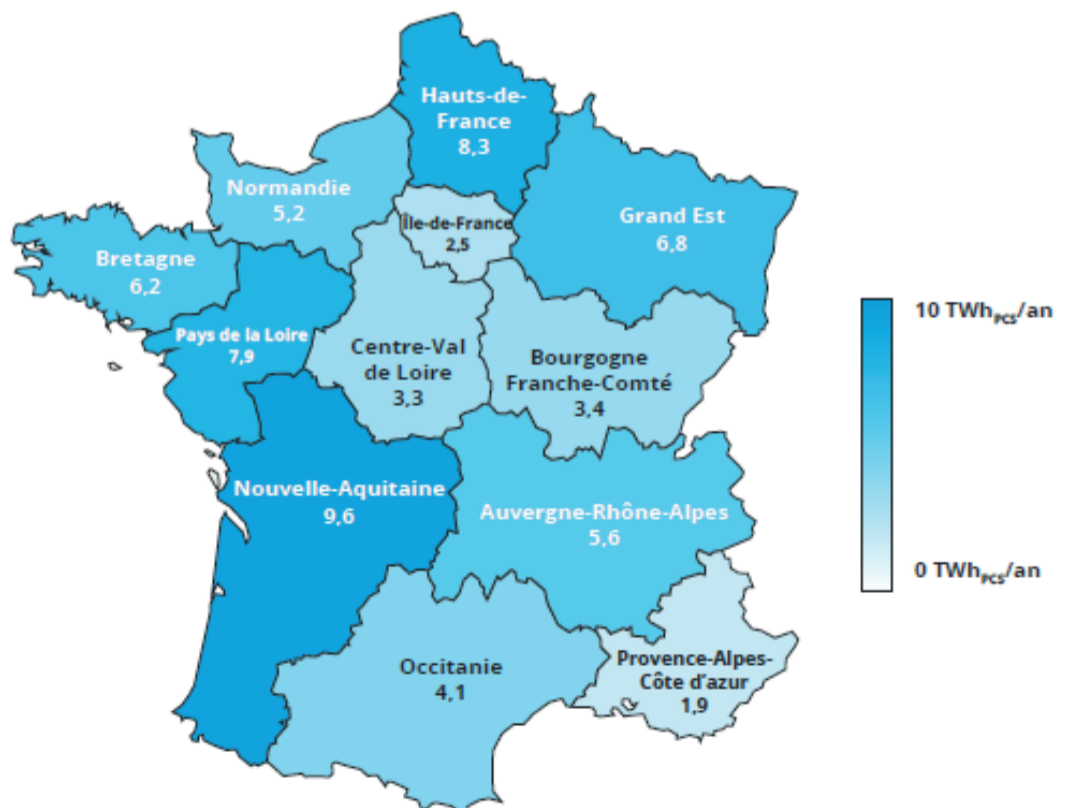 Hauts-de-
France
8,3
Normandie
5,2
Île-de-France
2,5
Grand Est
6,8
Bretagne
6,2
Pays de la Loire
7,9
Centre-Val
de Loire
3,3
Bourgogne
Franche-Comté
3,4
10 TWhPCS/an
Nouvelle-Aquitaine
9,6
Auvergne-Rhône-Alpes
5,6
0 TWhPCS/an
Occitanie
4,1
Provence-Alpes-
Côte d'azur
1,9